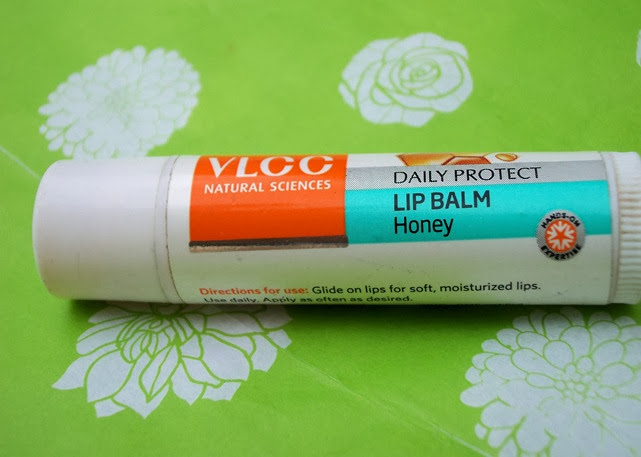 VLCC
NATURAL SCIENCES
DAILY PROTECT
LIP BALM
Honey
HANDS-ON
EXPERTISE
Directions for use: Glide on lips for soft, moisturized lips.
Use daily. Apply as often as desired.